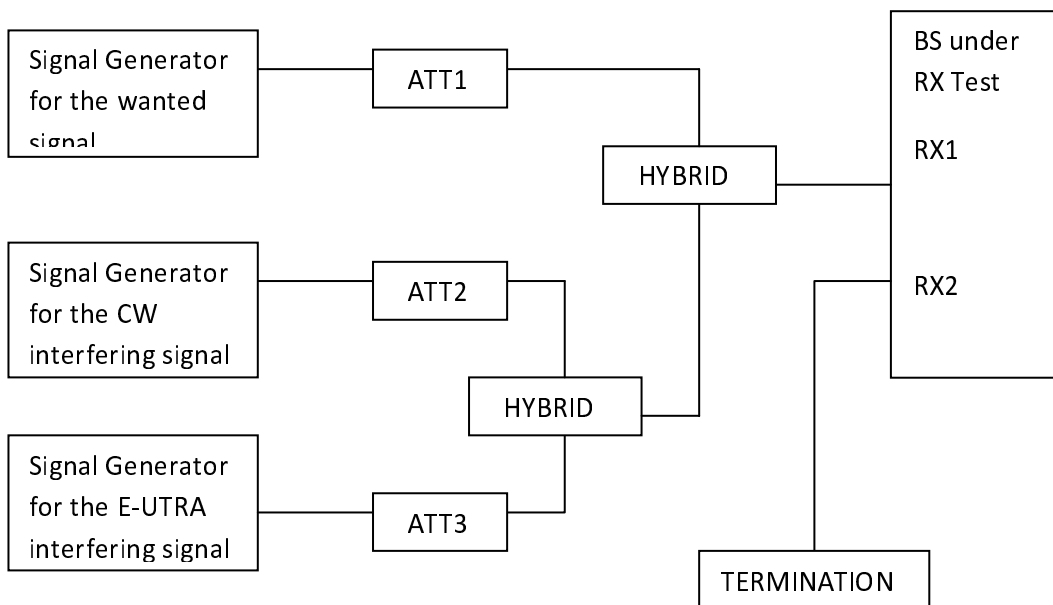 Signal Generator
for the wanted
signal
ATT1
HYBRID
BS under
RX Test
RX1
RX2
Signal Generator
for the CW
interfering signal
ATT2
HYBRID
Signal Generator
for the E-UTRA
interfering signal
ATT3
TERMINATION